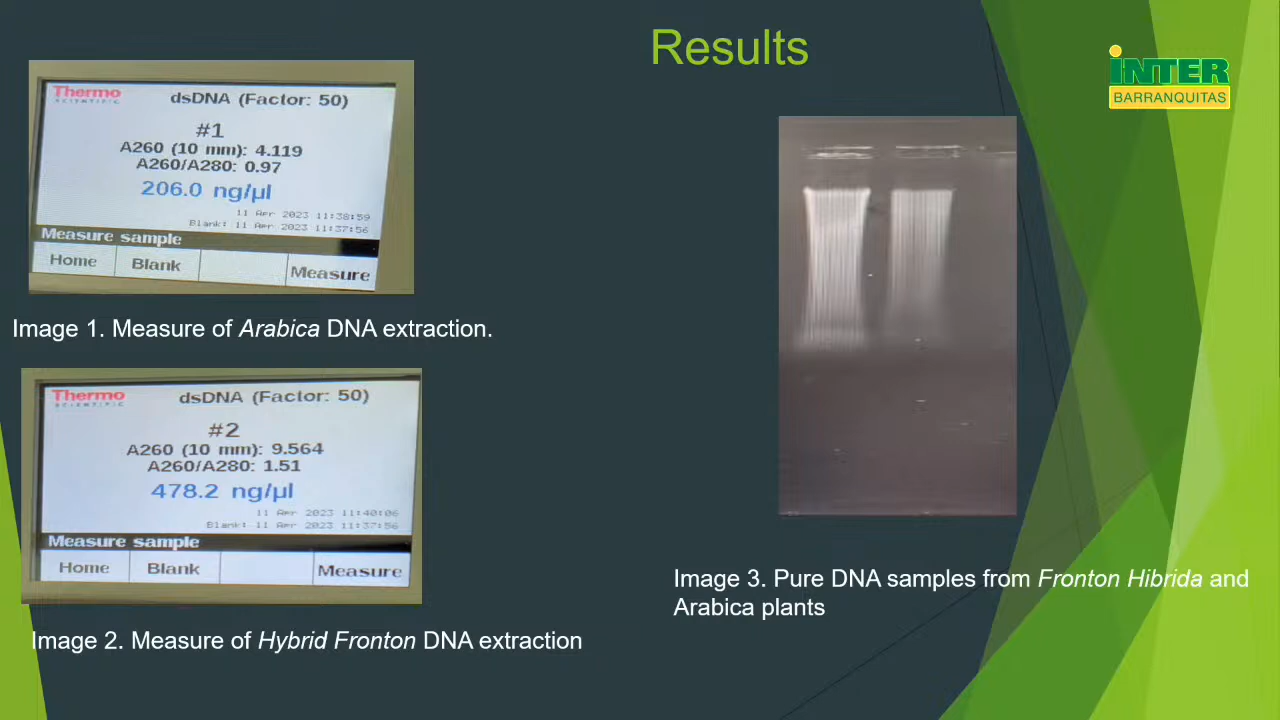 Results
INTER
BARRANQUITAS
Thermo
SCIENTIFIC
dsDNA (Factor: 50)
#1
A260 (10 mm): 4.119
A260/A280: 0.97
206.0 ng/µl
11 Apr 2023 11:38:59
Blank: 11 Apr 2023 11:37:56
Measure sample
Home Blank Measure
Image 1. Measure of Arabica DNA extraction.
Thermo
SCIENTIFIC
dsDNA (Factor: 50)
#2
A260 (10 mm): 9.564
A260/A280: 1.51
478.2 ng/µl
11 Apr 2023 11:40:06
Blank: 11 Apr 2023 11:37:56
Measure sample
Home Blank Measure
Image 2. Measure of Hybrid Fronton DNA extraction
Image 3. Pure DNA samples from Fronton Hibrida and
Arabica plants